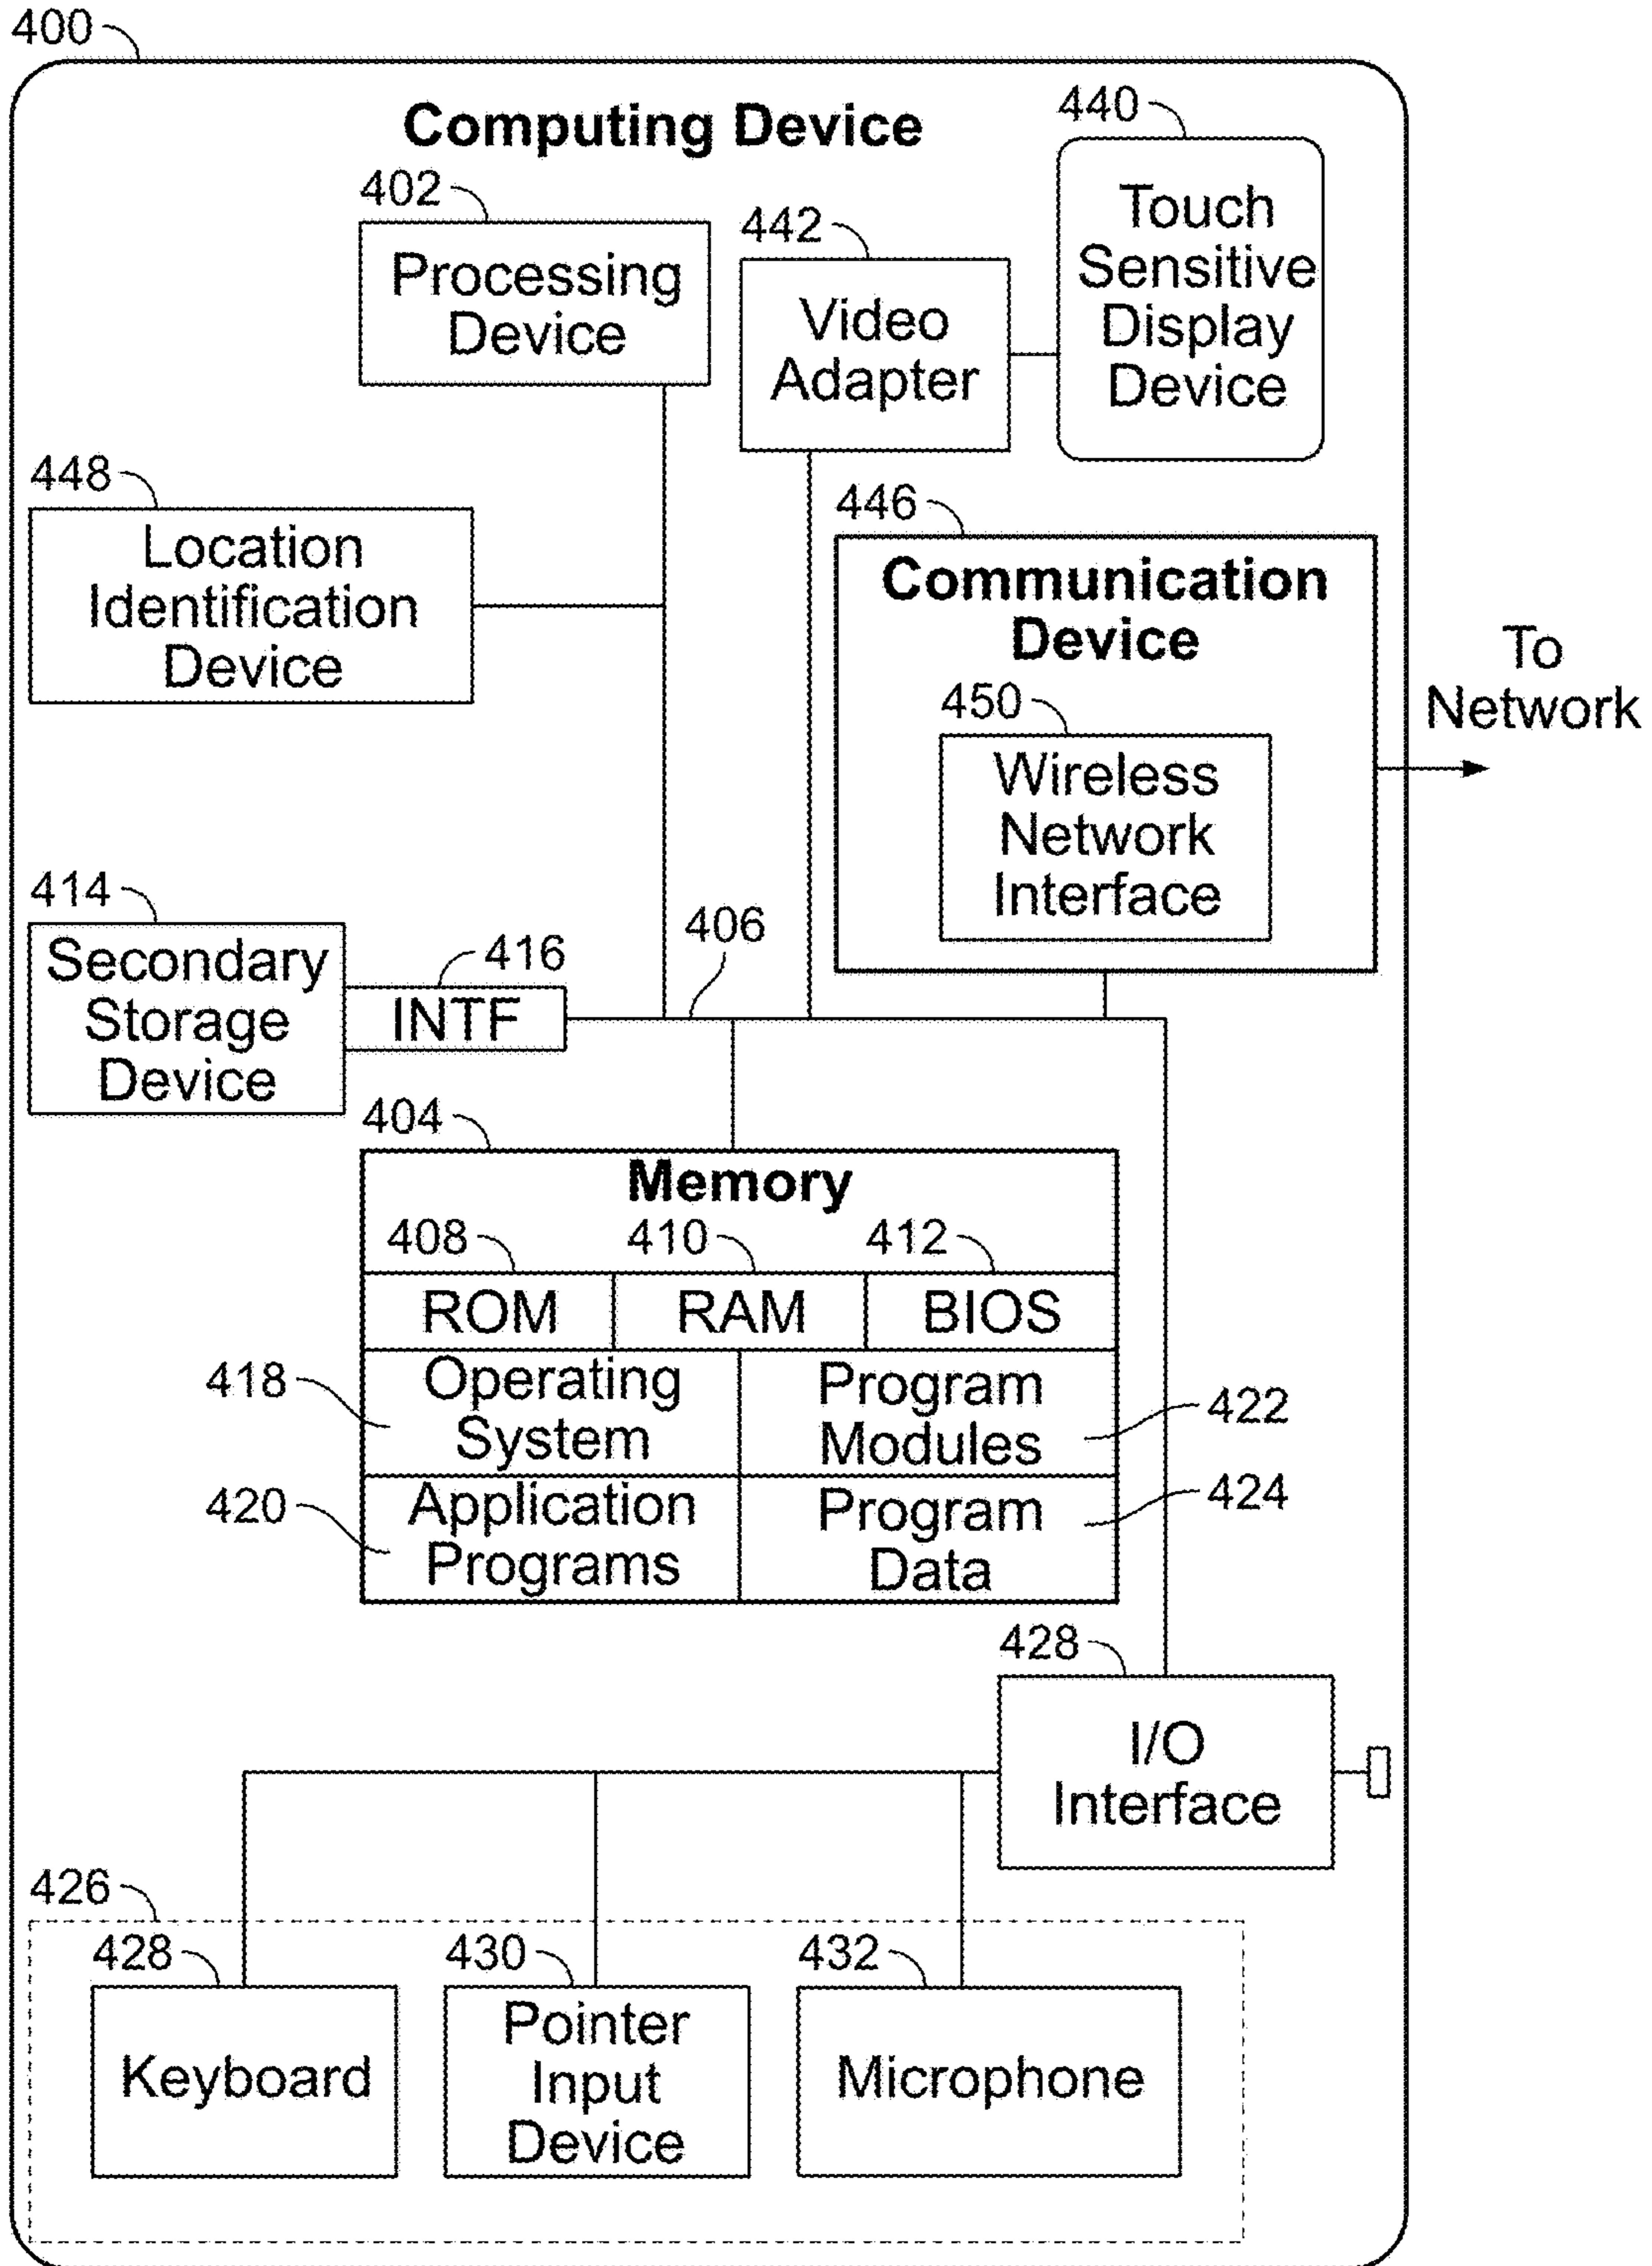 400
Computing Device
440
Touch
Sensitive
Display
Device
402
Processing
Device
442
Video
Adapter
448
Location
Identification
Device
446
Communication
Device
450
Wireless
Network
Interface
To
Network
414
Secondary
Storage
Device
416
INTF
406
404
Memory
408
410
412
ROM
RAM
BIOS
418
Operating
System
Program
Modules
422
420
Application
Programs
Program
Data
424
428
I/O
Interface
426
428
Keyboard
430
Pointer
Input
Device
432
Microphone